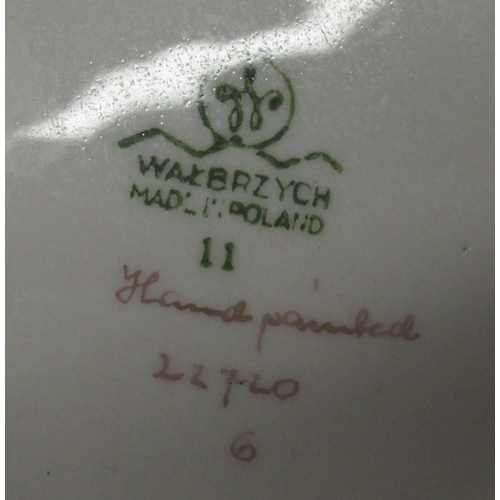 WAŁBRZYCH
MADE IN POLAND
11
Hand painted
22720
6